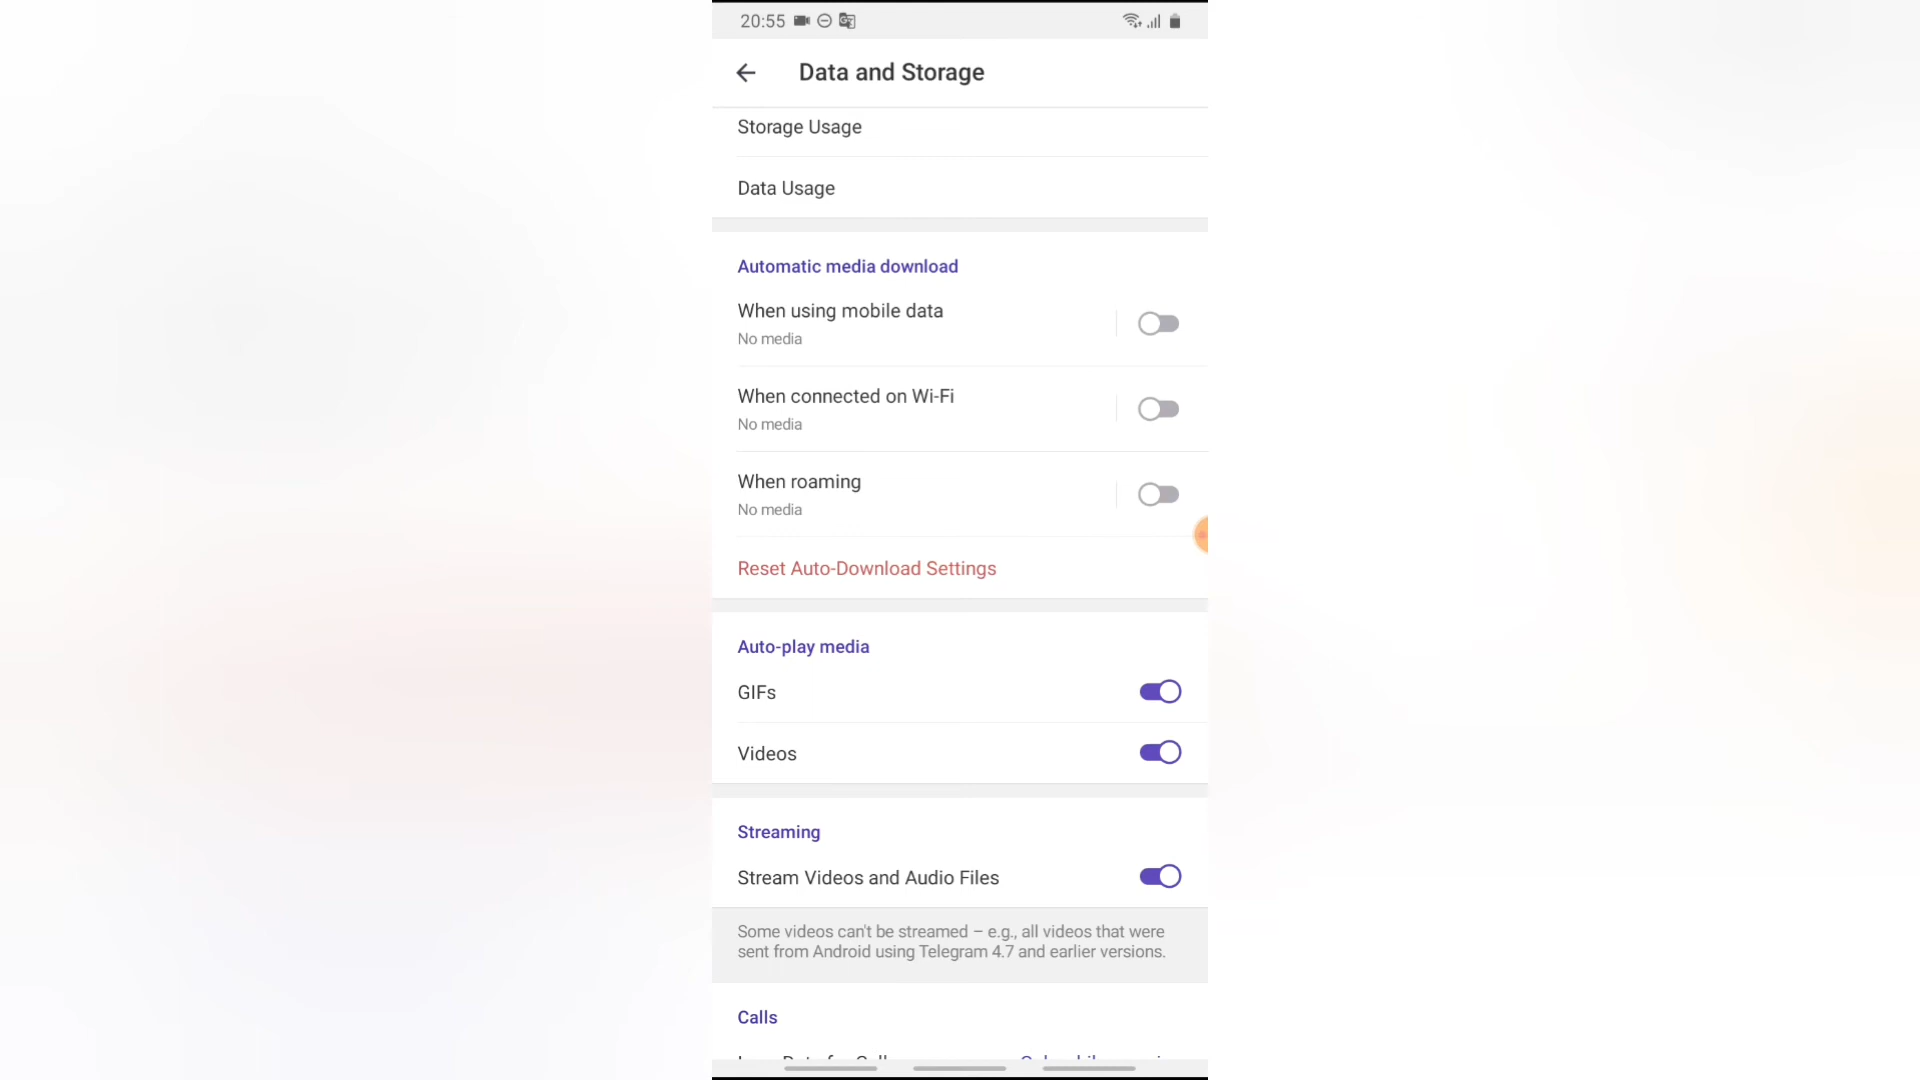 20:55
Data and Storage
Storage Usage
Data Usage
Automatic media download
When using mobile data
No media
When connected on Wi-Fi
No media
When roaming
No media
Reset Auto-Download Settings
Auto-play media
GIFs
Videos
Streaming
Stream Videos and Audio Files
Some videos can't be streamed – e.g., all videos that were
sent from Android using Telegram 4.7 and earlier versions.
Calls